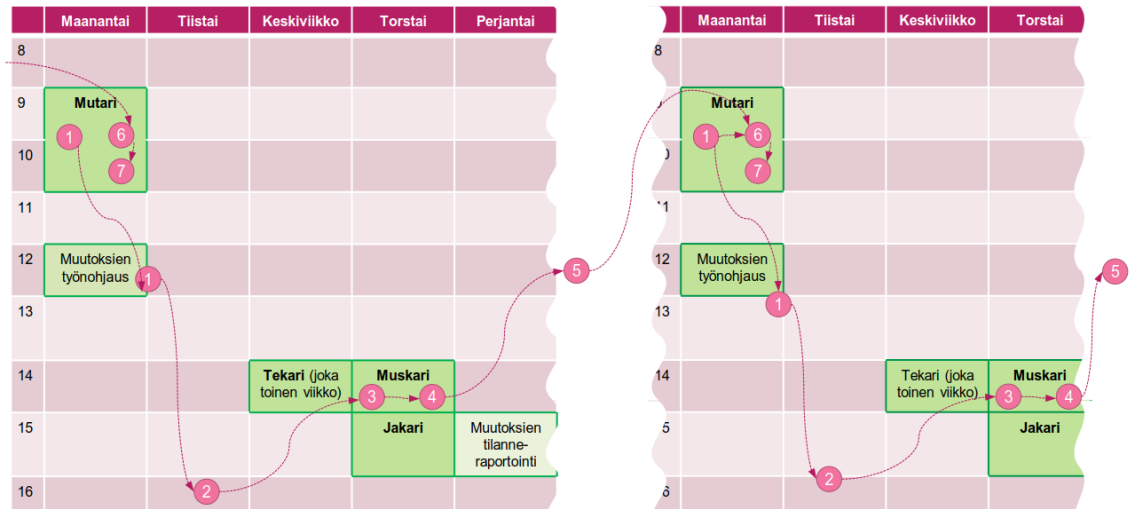 Maanantai Tiistai Keskiviikko Torstai Perjantai
8
9 Mutari
1 6
10
7
11
12 Muutoksien
työnohjaus
1
13
14 Tekari (joka Muskari
toinen viikko)
3 4
15 Jakari Muutoksien
tilanne-
raportointi
16
2
5
Maanantai Tiistai Keskiviikko Torstai
8
Mutari
1 6
7
12 Muutoksien
työnohjaus
1
13
14 Tekari (joka Muskari
toinen viikko)
3 4
Jakari
2
5